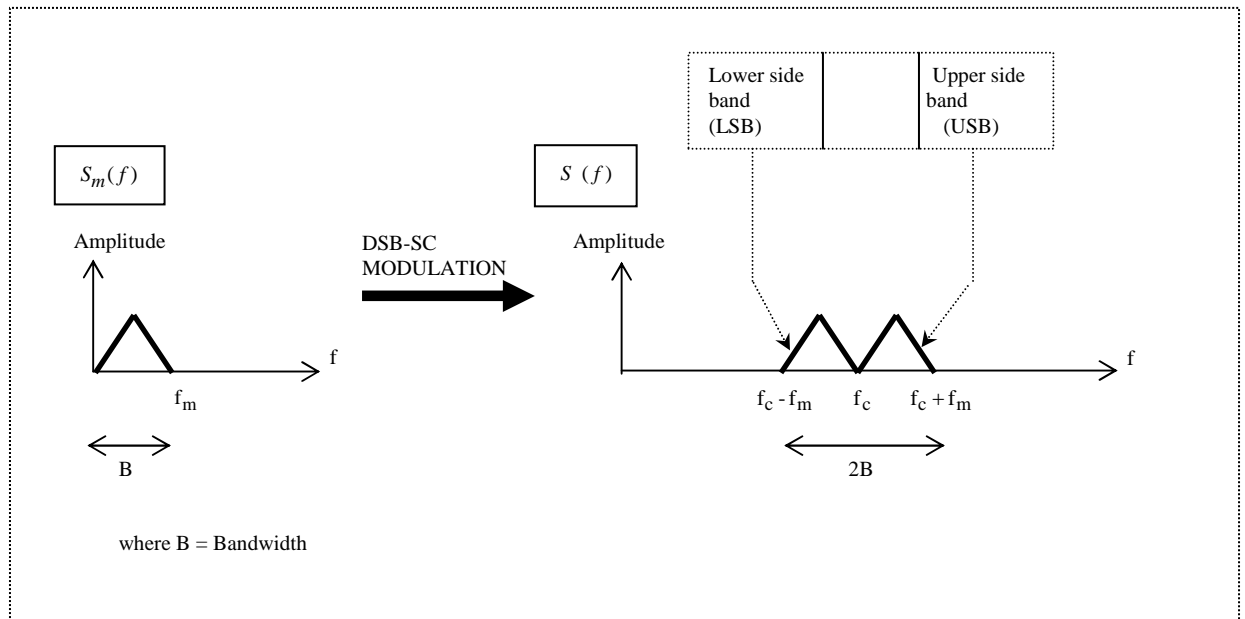 Lower side Upper side
band band
(LSB) (USB)
S_m(f) S (f)
Amplitude DSB-SC Amplitude
MODULATION
f f
f_m f_c - f_m f_c f_c + f_m
B 2B
where B = Bandwidth